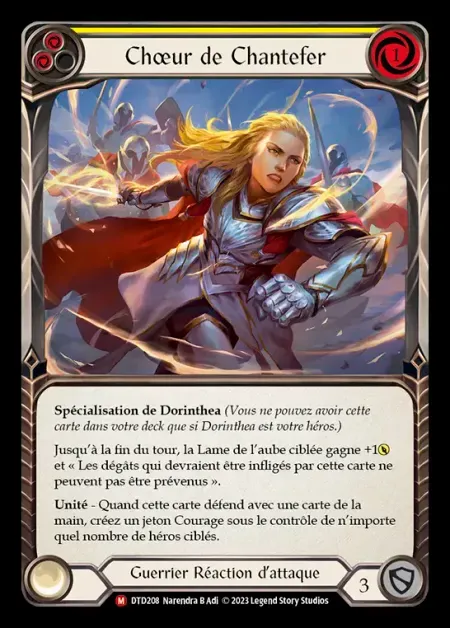 Chœur de Chantefer
1
Spécialisation de Dorinthea (Vous ne pouvez avoir cette
carte dans votre deck que si Dorinthea est votre héros.)
Jusqu'à la fin du tour, la Lame de l'aube ciblée gagne +1
et « Les dégâts qui devraient être infligés par cette carte ne
peuvent pas être prévenus ».
Unité - Quand cette carte défend avec une carte de la
main, créez un jeton Courage sous le contrôle de n'importe
quel nombre de héros ciblés.
Guerrier Réaction d'attaque
3
M DTD208 Narendra B Adi © 2023 Legend Story Studios